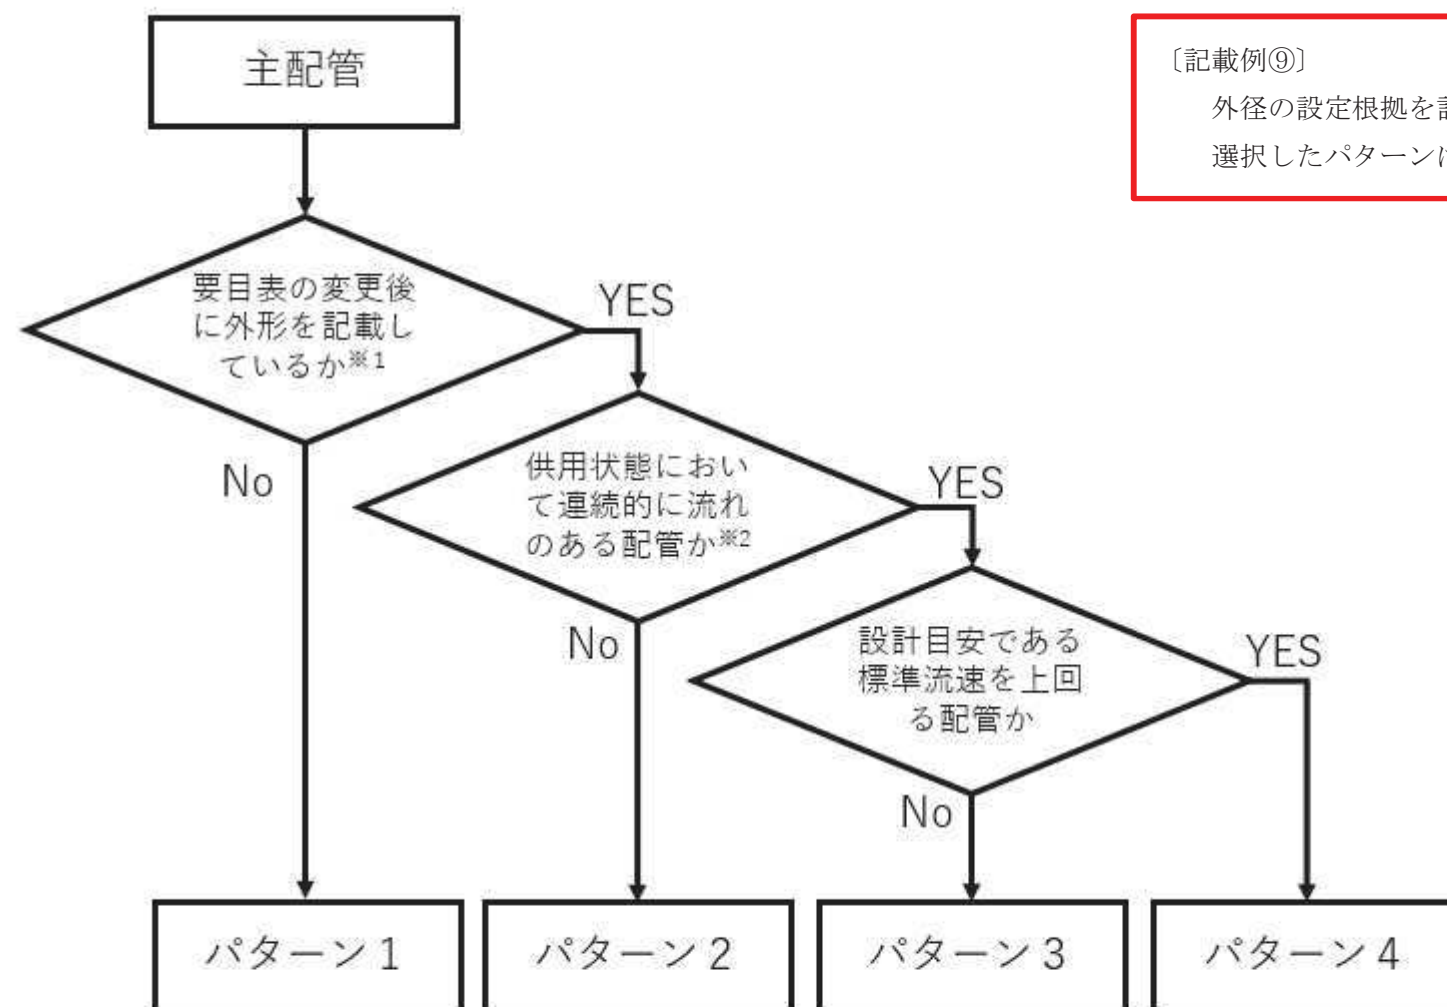 主配管
〔記載例⑨〕
外径の設定根拠を
選択したパターン
要目表の変更後
に外形を記載し
ているか※1
YES
No
供用状態におい
て連続的に流れ
のある配管か※2
YES
No
設計目安である
標準流速を上回
る配管か
YES
No
パターン1
パターン2
パターン3
パターン4